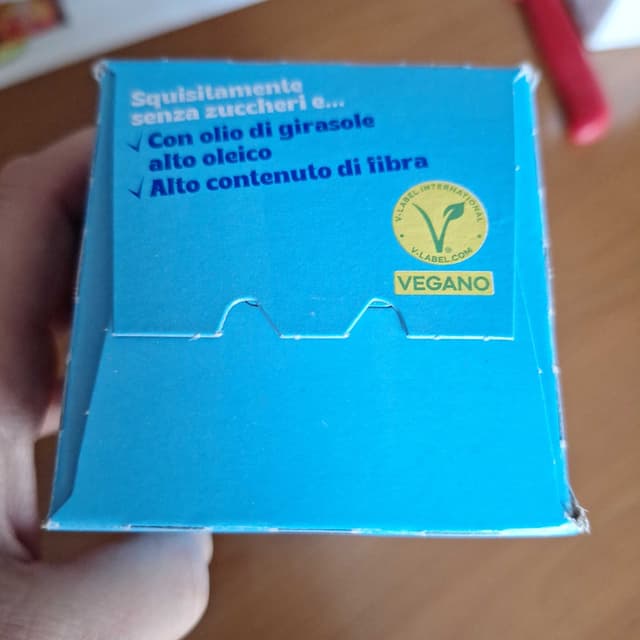 Squisitamente
senza zuccheri e...
Con olio di girasole
alto oleico
Alto contenuto di fibra
V-LABEL INTERNATIONAL
V-LABEL.COM
VEGANO